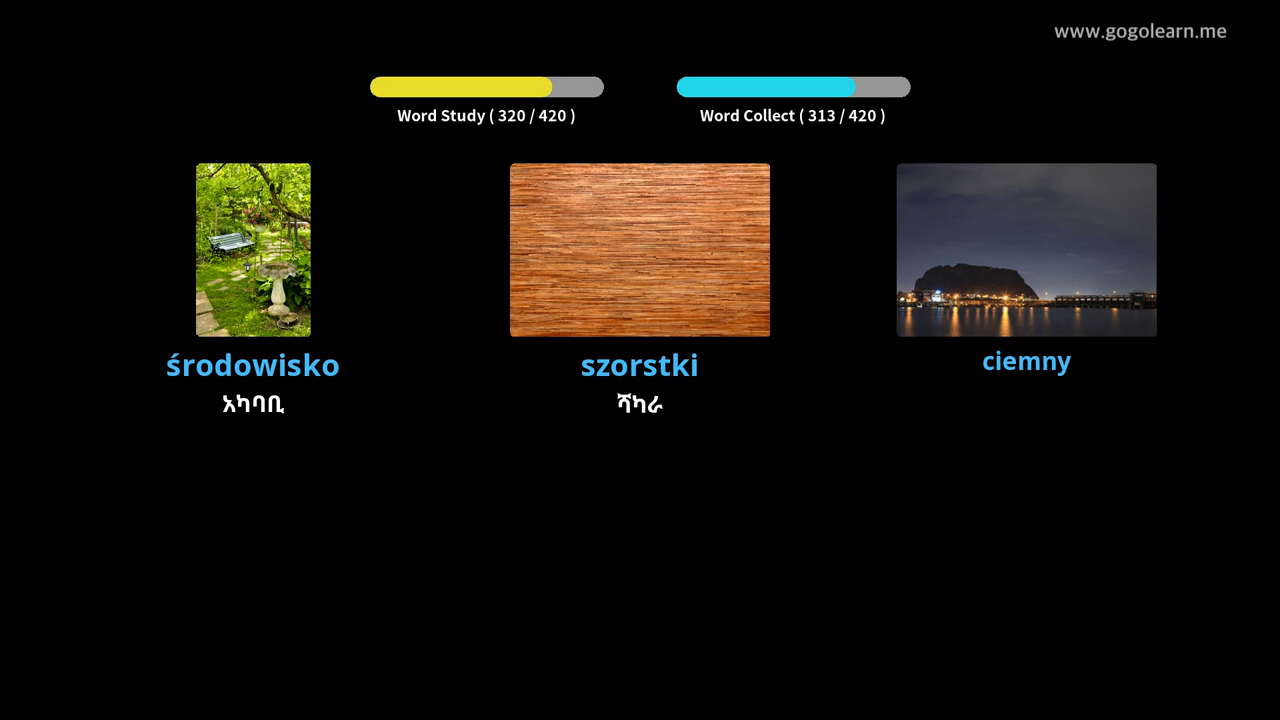 www.gogolearn.me
Word Study ( 320 / 420 )
Word Collect ( 313 / 420 )
środowisko
szorstki
ciemny
አካባቢ
ሻካራ